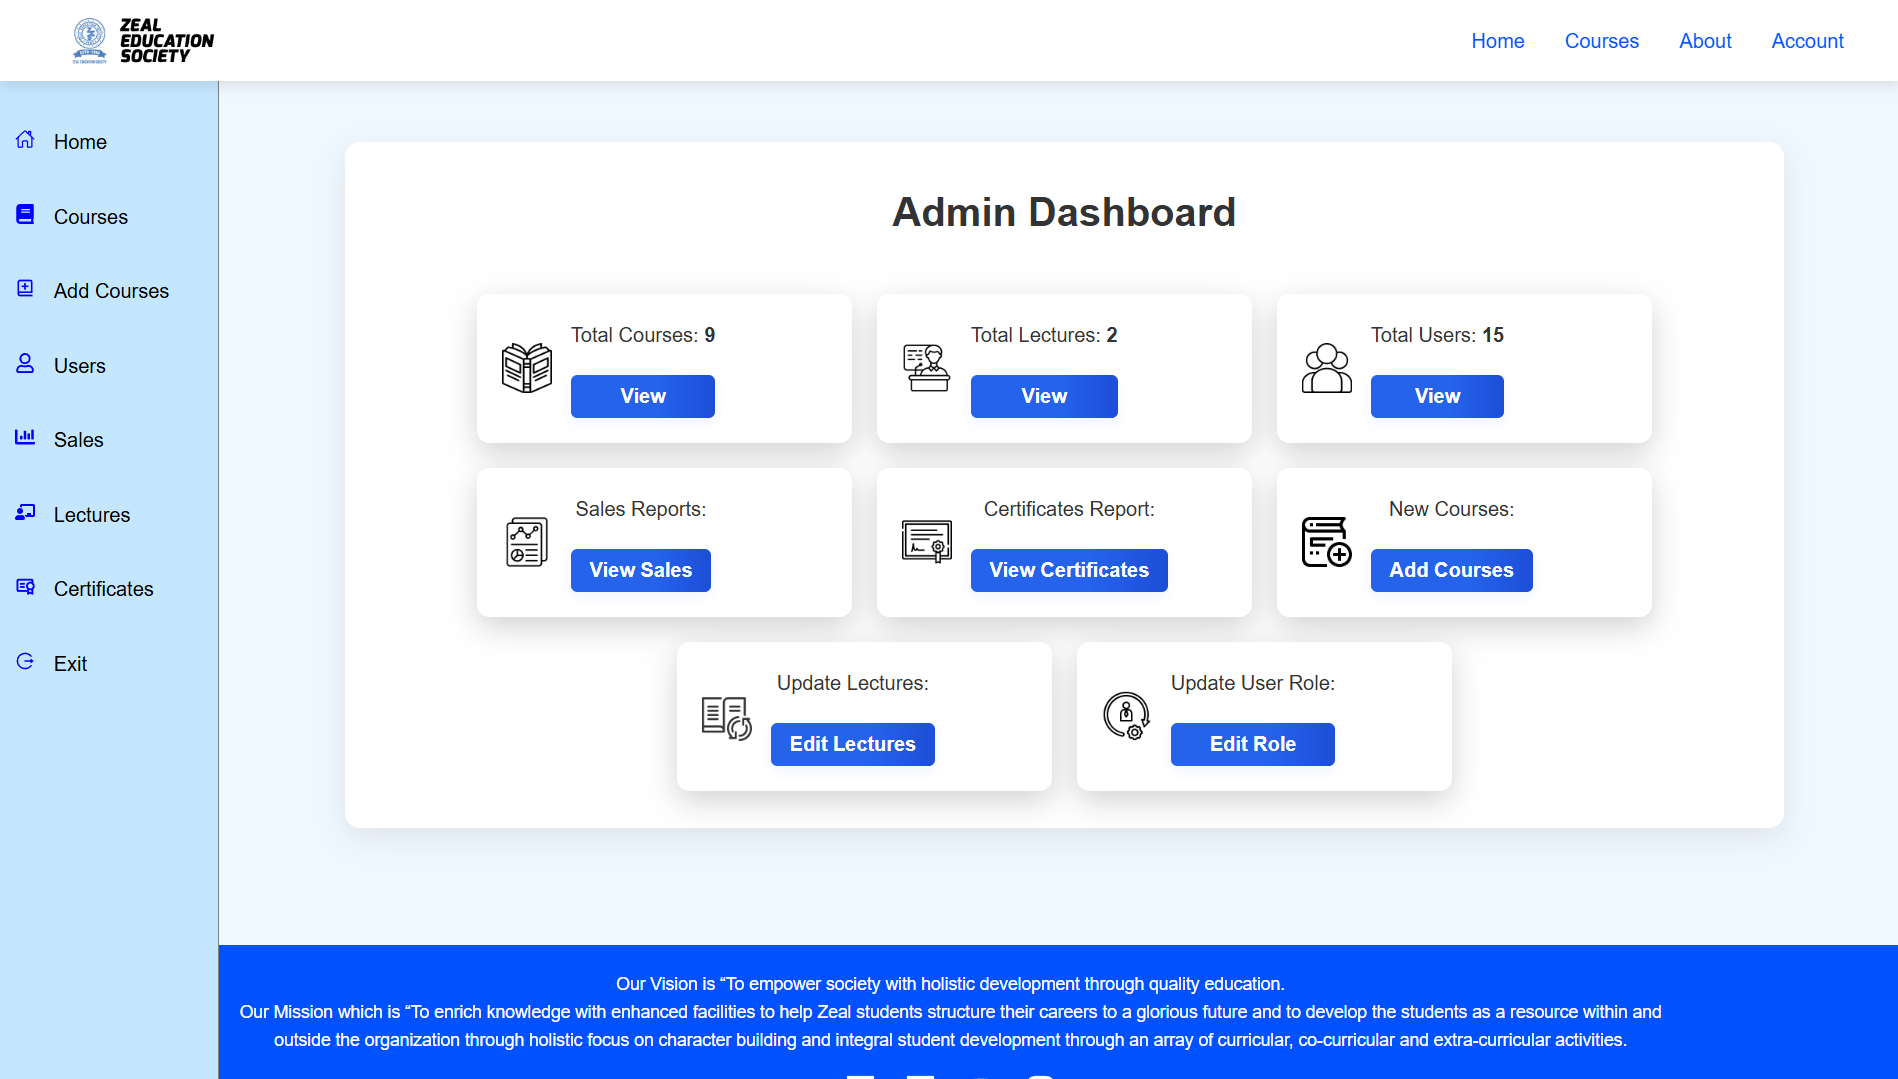 ZEAL
EDUCATION
SOCIETY
Home
Courses
About
Account
Home
Courses
Add Courses
Users
Sales
Lectures
Certificates
Exit
Admin Dashboard
Total Courses: 9
View
Total Lectures: 2
View
Total Users: 15
View
Sales Reports:
View Sales
Certificates Report:
View Certificates
New Courses:
Add Courses
Update Lectures:
Edit Lectures
Update User Role:
Edit Role
Our Vision is “To empower society with holistic development through quality education.
Our Mission which is “To enrich knowledge with enhanced facilities to help Zeal students structure their careers to a glorious future and to develop the students as a resource within and
outside the organization through holistic focus on character building and integral student development through an array of curricular, co-curricular and extra-curricular activities.